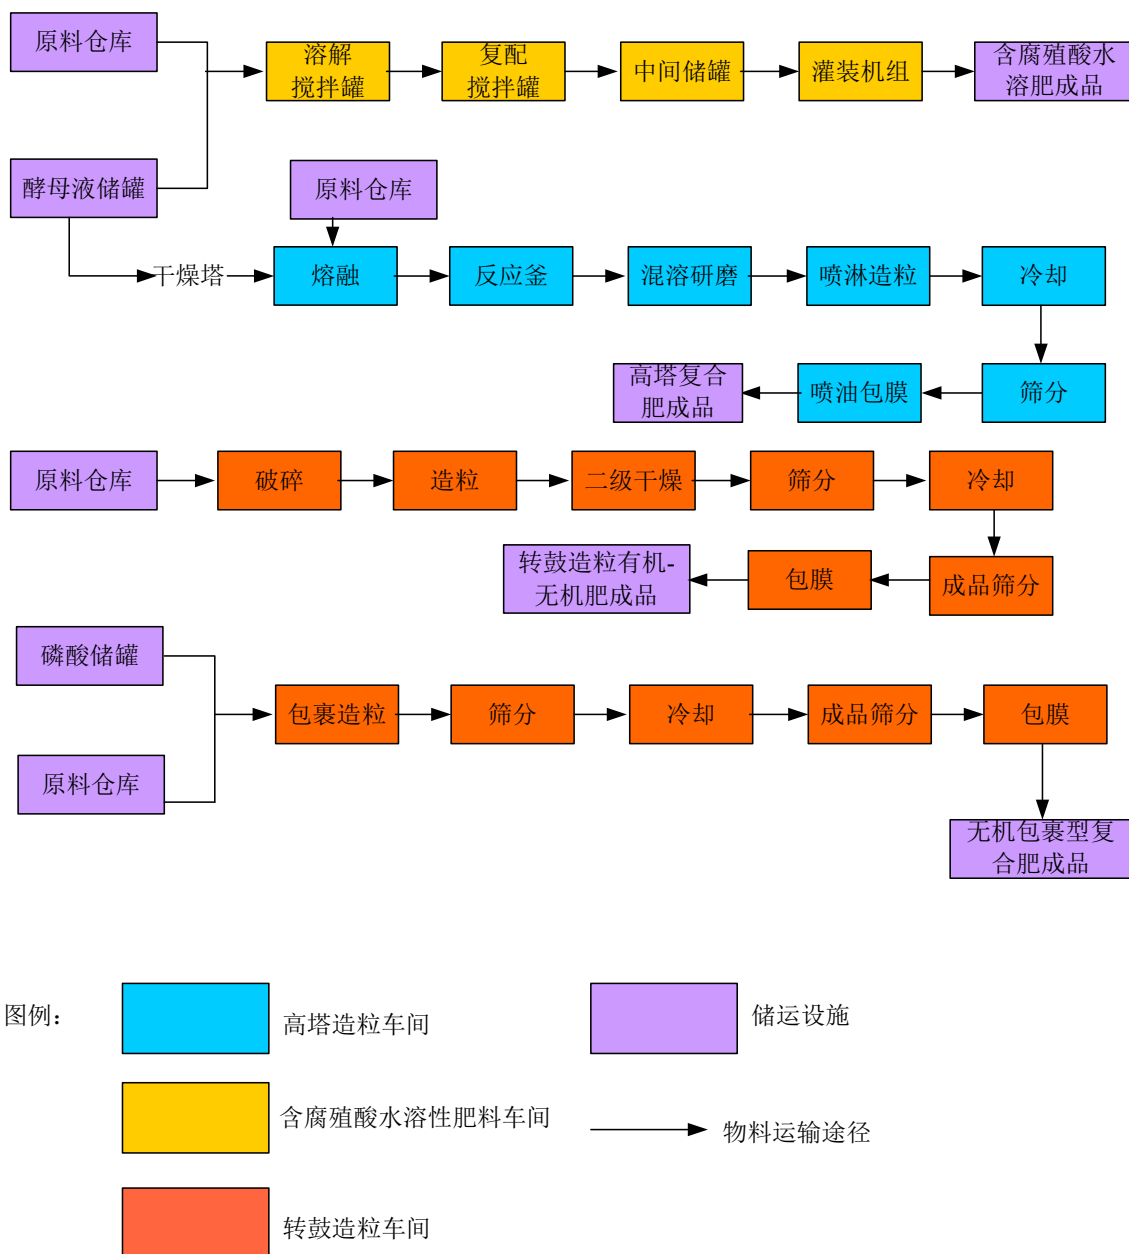 原料仓库
溶解
搅拌罐
复配
搅拌罐
中间储罐
灌装机组
含腐殖酸水
溶肥成品
酵母液储罐
原料仓库
干燥塔
熔融
反应釜
混溶研磨
喷淋造粒
冷却
高塔复合
肥成品
喷油包膜
筛分
原料仓库
破碎
造粒
二级干燥
筛分
冷却
转鼓造粒有机-
无机肥成品
包膜
成品筛分
磷酸储罐
包裹造粒
筛分
冷却
成品筛分
包膜
原料仓库
无机包裹型复
合肥成品
图例：
高塔造粒车间
储运设施
含腐殖酸水溶性肥料车间
物料运输途径
转鼓造粒车间